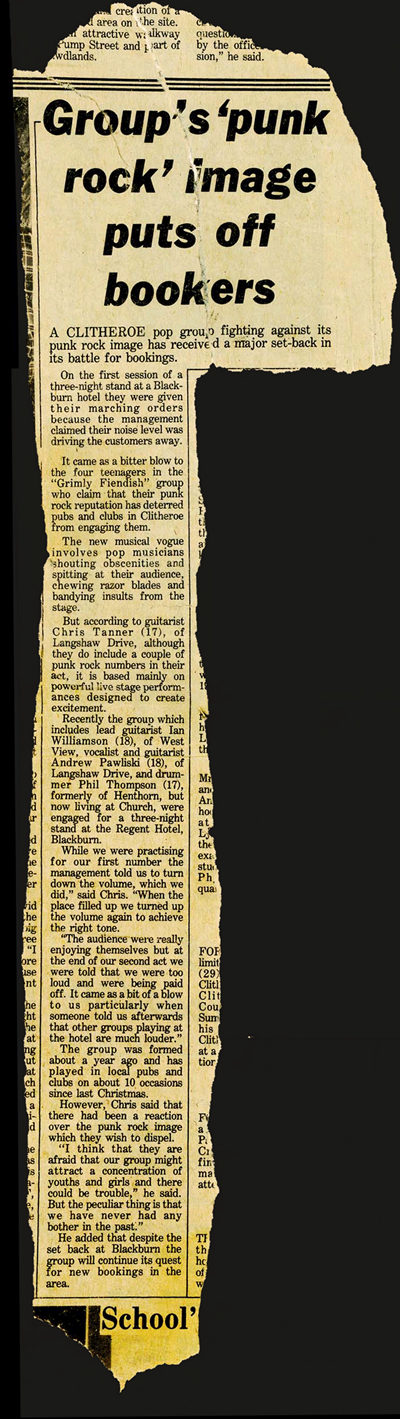 creation of a
area on the site.
attractive walkway
ump Street and part of
wdlands.
questio
by the office
sion," he said.
Group's 'punk
rock' image
puts off
bookers
A CLITHEROE pop group fighting against its
punk rock image has received a major set-back in
its battle for bookings.
On the first session of a
three-night stand at a Black-
burn hotel they were given
their marching orders
because the management
claimed their noise level was
driving the customers away.
It came as a bitter blow to
the four teenagers in the
"Grimly Fiendish" group
who claim that their punk
rock reputation has deterred
pubs and clubs in Clitheroe
from engaging them.
The new musical vogue
involves pop musicians
shouting obscenities and
spitting at their audience,
chewing razor blades and
bandying insults from the
stage.
But according to guitarist
Chris Tanner (17), of
Langshaw Drive, although
they do include a couple of
punk rock numbers in their
act, it is based mainly on
powerful live stage perform-
ances designed to create
excitement.
Recently the group which
includes lead guitarist Ian
Williamson (18), of West
View, vocalist and guitarist
Andrew Pawliski (18), of
Langshaw Drive, and drum-
mer Phil Thompson (17),
formerly of Henthorn, but
now living at Church, were
engaged for a three-night
stand at the Regent Hotel,
Blackburn.
While we were practising
for our first number the
management told us to turn
down the volume, which we
did," said Chris. "When the
place filled up we turned up
the volume again to achieve
the right tone.
"The audience were really
enjoying themselves but at
the end of our second act we
were told that we were too
loud and were being paid
off. It came as a bit of a blow
to us particularly when
someone told us afterwards
that other groups playing at
the hotel are much louder."
The group was formed
about a year ago and has
played in local pubs and
clubs on about 10 occasions
since last Christmas.
However, Chris said that
there had been a reaction
over the punk rock image
which they wish to dispel.
"I think that they are
afraid that our group might
attract a concentration of
youths and girls and there
could be trouble," he said.
But the peculiar thing is that
we have never had any
bother in the past."
He added that despite the
set back at Blackburn the
group will continue its quest
for new bookings in the
area.
School'